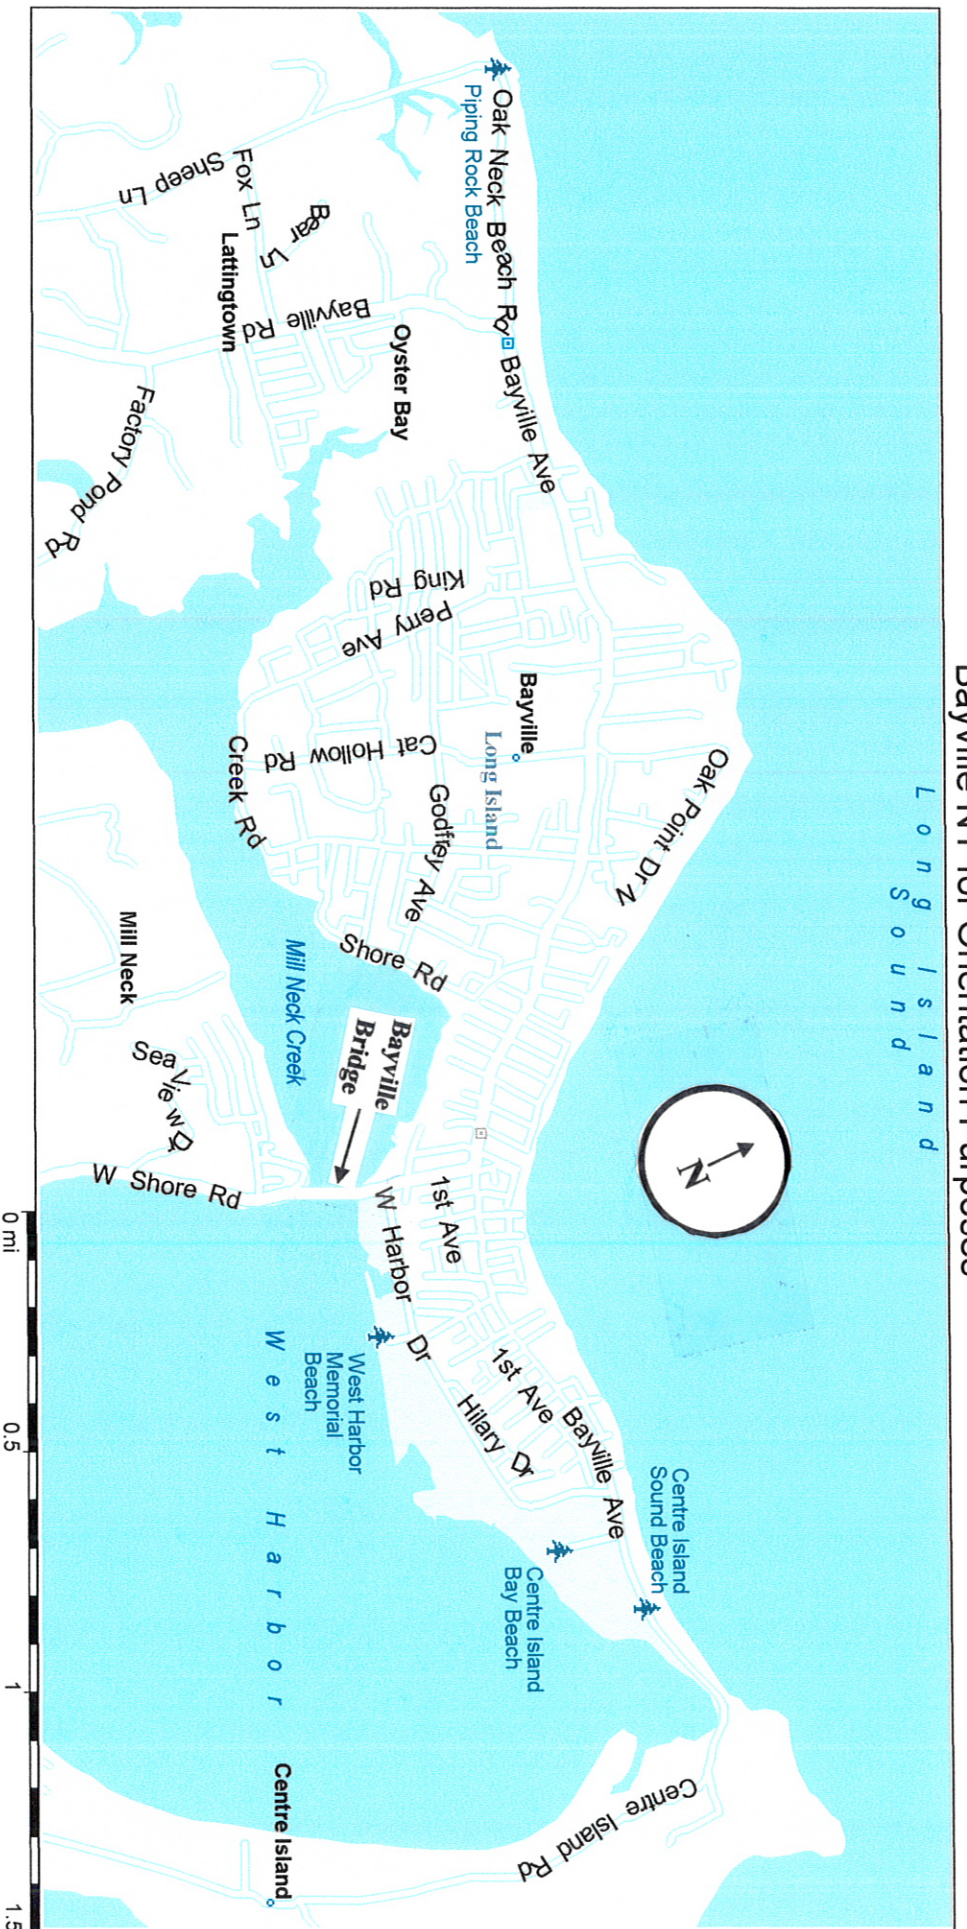 Bayville NY for Orientation Purposes
Long Island
Sound
N
Oak Neck Beach Rd
Piping Rock Beach
Bayville Ave
Sheep Ln
Fox Ln
Bear Ln
Lattingtown
Bayville Rd
Oyster Bay
Factory Pond Rd
King Rd
Perry Ave
Bayville
Long Island
Oak Point Dr N
Cat Hollow Rd
Creek Rd
Godfrey Ave
Shore Rd
Mill Neck
Mill Neck Creek
Bayville
Bridge
Sea View
W Shore Rd
1st Ave
W Harbor Dr
West Harbor
Memorial
Beach
1st Ave
Hilary Dr
Bayville Ave
Centre Island
Sound Beach
Centre Island
Bay Beach
West Harbor
Centre Island Rd
Centre Island
0 mi
0.5
1
1.5